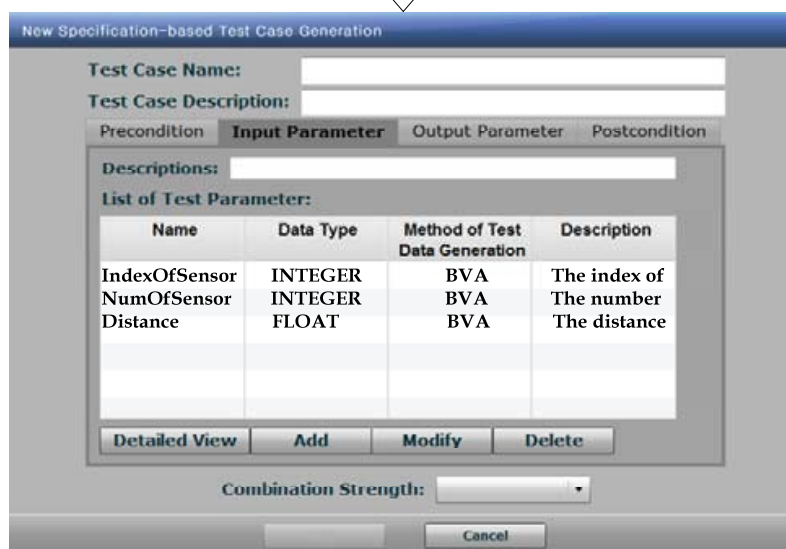 New Specification-based Test Case Generation
Test Case Name:
Test Case Description:
Precondition Input Parameter Output Parameter Postcondition
Descriptions:
List of Test Parameter:
Name Data Type Method of Test Data Generation Description
IndexOfSensor INTEGER BVA The index of
NumOfSensor INTEGER BVA The number
Distance FLOAT BVA The distance
Detailed View Add Modify Delete
Combination Strength:
Cancel